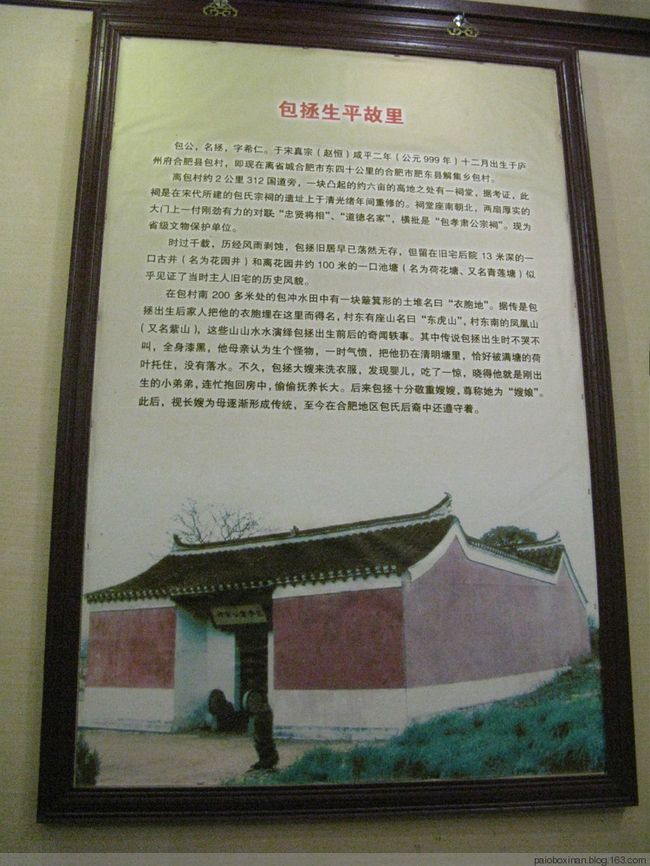 包拯生平故里
包公，名拯，字希仁。于宋真宗（赵恒）咸平二年（公元999年）十二月出生于庐
州府合肥县包村，即现在离省城合肥市东四十公里的合肥市肥东县解集乡包村。
高包村约2公里312国道旁，一块凸起的约六亩的高地之处有一祠堂，据考证，此
祠是在宋代所建的包氏宗祠的遗址上于清光绪年间重修的。祠堂座南朝北，两扇厚实的
大门上一付刚劲有力的对联：“忠贤将相”、“道德名家”，横批是“包孝肃公宗祠”。现为
省级文物保护单位。
时过千载，历经风雨剥蚀，包拯旧居早已荡然无存，但留在旧宅后院13米深的一
口古井（名为花园井）和离花园井约100米的一口池塘（名为荷花塘、又名青莲塘）似
乎见证了当时主人旧宅的历史风貌。
在包村南200多米处的包冲水田中有一块簸箕形的土堆名曰“衣胞地”。据传是包
拯出生后家人把他的衣胞埋在这里而得名，村东有座山名曰“东虎山”，村东南的凤凰山
（又名紫山），这些山山水水演绎包拯出生前后的奇闻轶事。其中传说包拯出生时不哭不
叫，全身漆黑，他母亲认为生个怪物，一时气愤，把他扔在清明塘里，恰好被满塘的荷
叶托住，没有落水。不久，包拯大嫂来洗衣服，发现婴儿，吃了一惊，晓得他就是刚出
生的小弟弟，连忙抱回房中，偷偷抚养长大。后来包拯十分敬重嫂嫂，尊称她为“嫂娘”。
此后，视长嫂为母逐渐形成传统，至今在合肥地区包氏后裔中还遵守着。
paioboxinan.blog.163.com